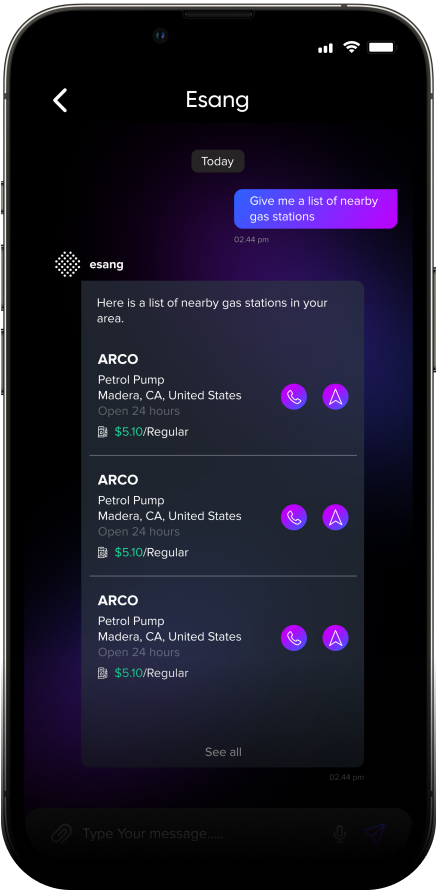 Esang
Today
Give me a list of nearby
gas stations
02.44 pm
esang
Here is a list of nearby gas stations in your
area.
ARCO
Petrol Pump
Madera, CA, United States
Open 24 hours
$5.10/Regular
ARCO
Petrol Pump
Madera, CA, United States
Open 24 hours
$5.10/Regular
ARCO
Petrol Pump
Madera, CA, United States
Open 24 hours
$5.10/Regular
See all
02.44 pm
Type Your message.....